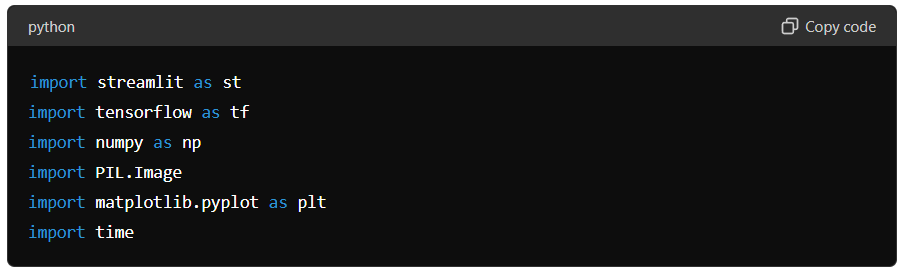 python
Copy code
import streamlit as st
import tensorflow as tf
import numpy as np
import PIL.Image
import matplotlib.pyplot as plt
import time